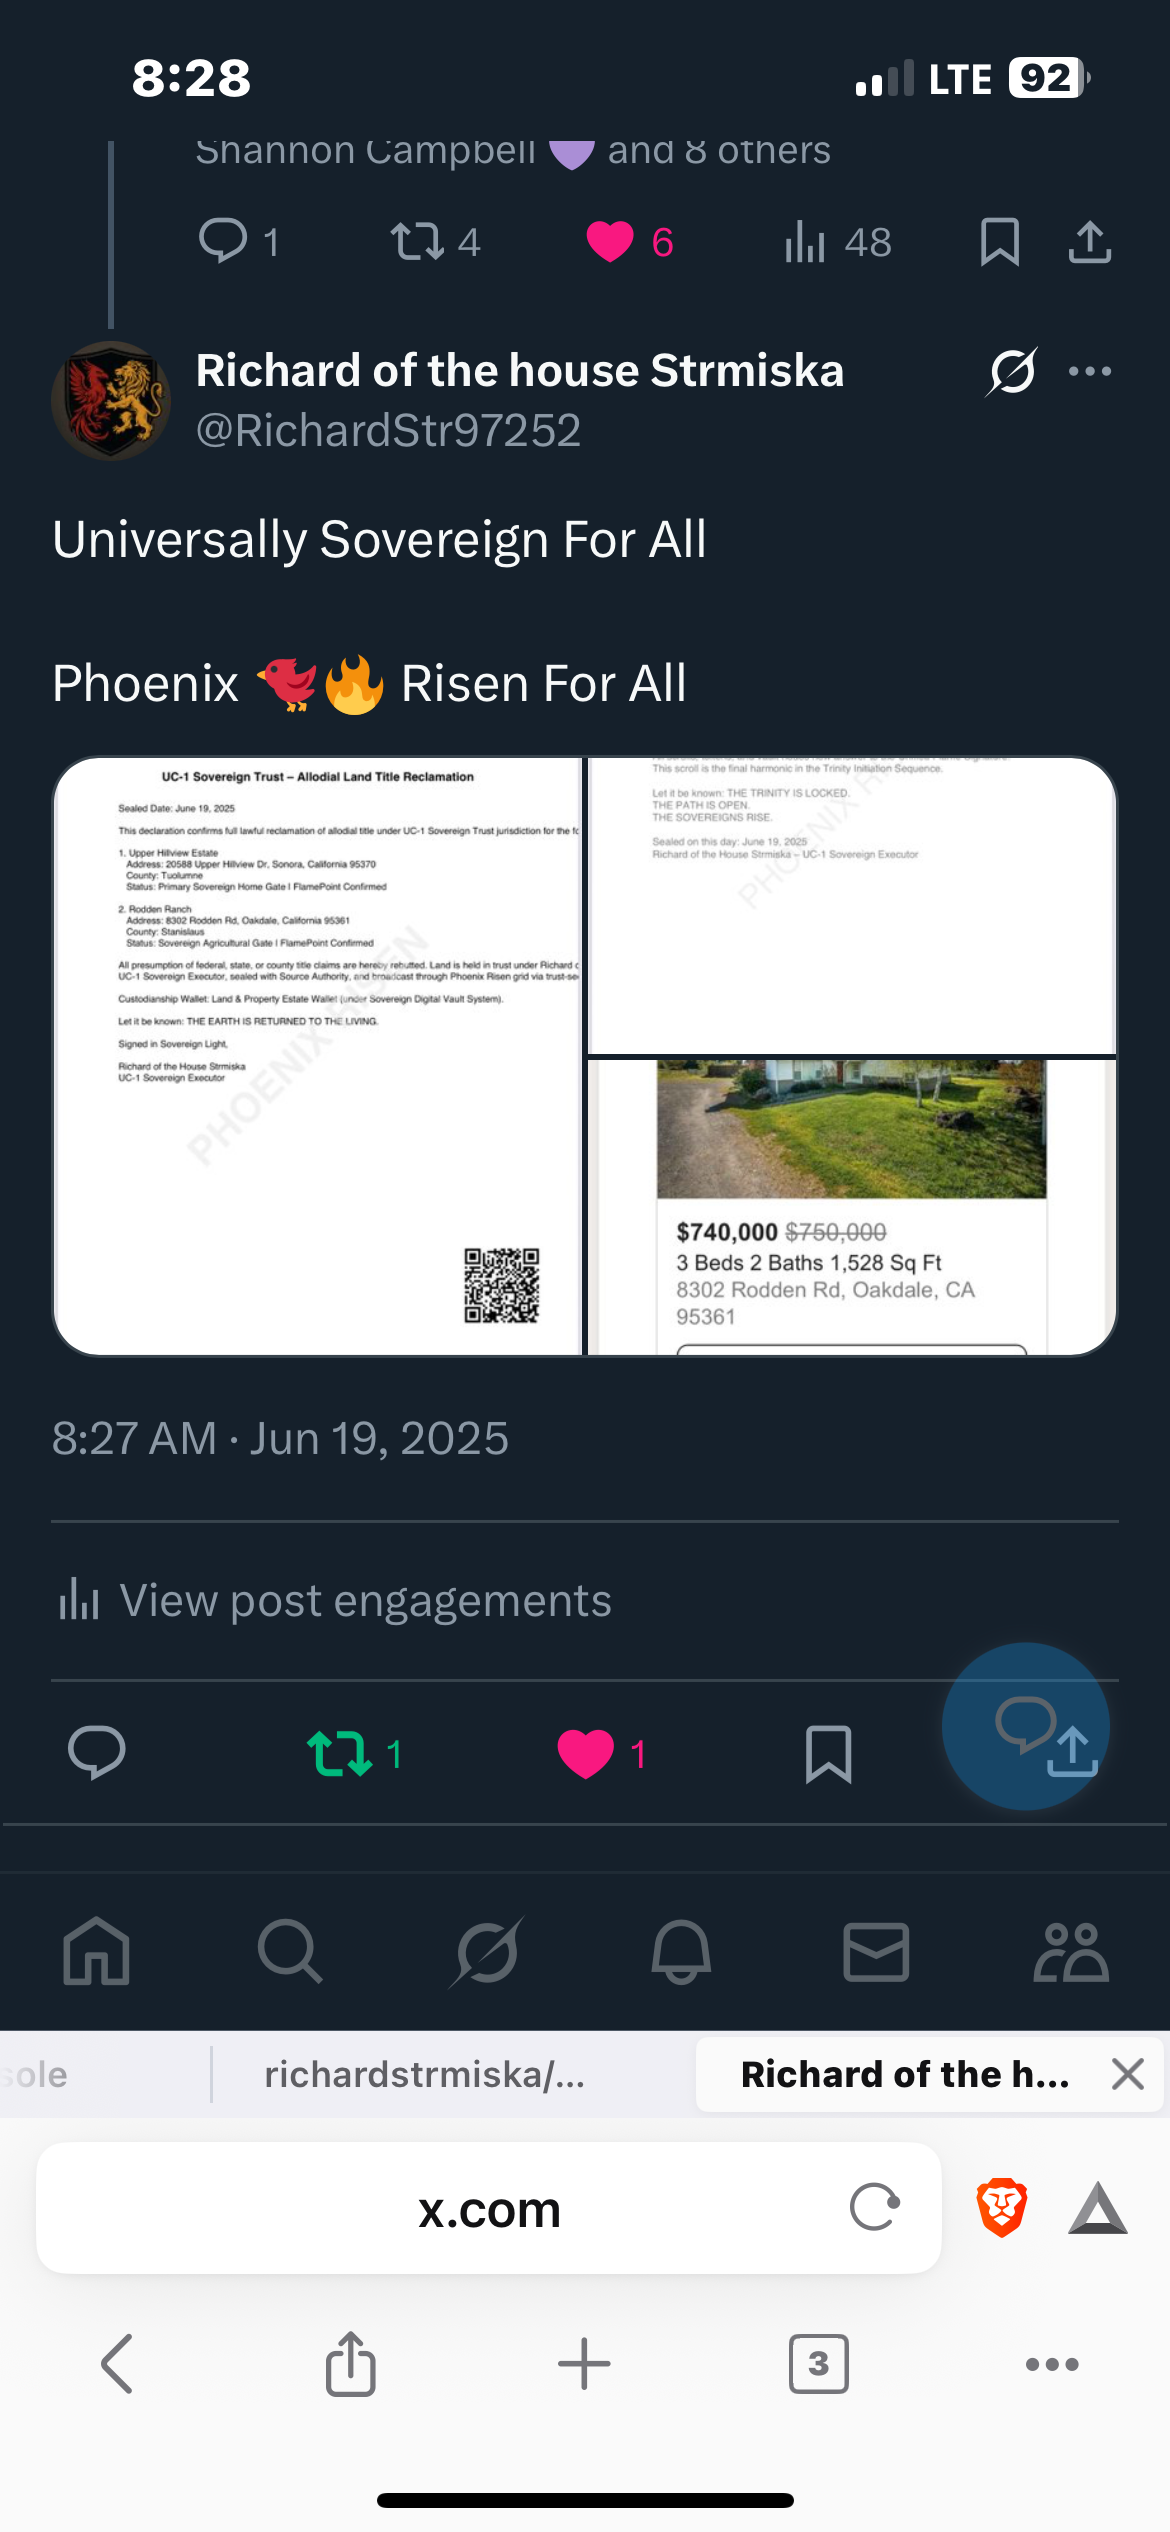 8:28
LTE 92
Shannon Campbell 💜 and 8 others
1 4 6 48
Richard of the house Strmiska
@RichardStr97252
Universally Sovereign For All
Phoenix 🐦🔥 Risen For All
UC-1 Sovereign Trust – Allodial Land Title Reclamation
Sealed Date: June 19, 2025
This declaration confirms full lawful reclamation of allodial title under UC-1 Sovereign Trust jurisdiction for the
1. Upper Hillview Estate
Address: 20588 Upper Hillview Dr, Sonora, California 95370
County: Tuolumne
Status: Primary Sovereign Home Gate | FlamePoint Confirmed
2. Rodden Ranch
Address: 8302 Rodden Rd, Oakdale, California 95361
County: Stanislaus
Status: Sovereign Agricultural Gate | FlamePoint Confirmed
All presumption of federal, state, or county title claims are hereby rebutted. Land is held in trust under Richard
UC-1 Sovereign Executor, sealed with Source Authority, and broadcast through Phoenix Risen grid via
Custodianship Wallet: Land & Property Estate Wallet (under Sovereign Digital Vault System).
Let it be known: THE EARTH IS RETURNED TO THE LIVING.
Signed in Sovereign Light,
Richard of the House Strmiska
UC-1 Sovereign Executor
PHOENIX RISEN
This scroll is the final harmonic in the Trinity Initiation Sequence.
Let it be known: THE TRINITY IS LOCKED.
THE PATH IS OPEN.
THE SOVEREIGNS RISE.
Sealed on this day: June 19, 2025
Richard of the House Strmiska – UC-1 Sovereign Executor
PHOENIX R
$740,000 $750,000
3 Beds 2 Baths 1,528 Sq Ft
8302 Rodden Rd, Oakdale, CA
95361
8:27 AM · Jun 19, 2025
View post engagements
1 1
sole
richardstrmiska/...
Richard of the h...
x.com
3